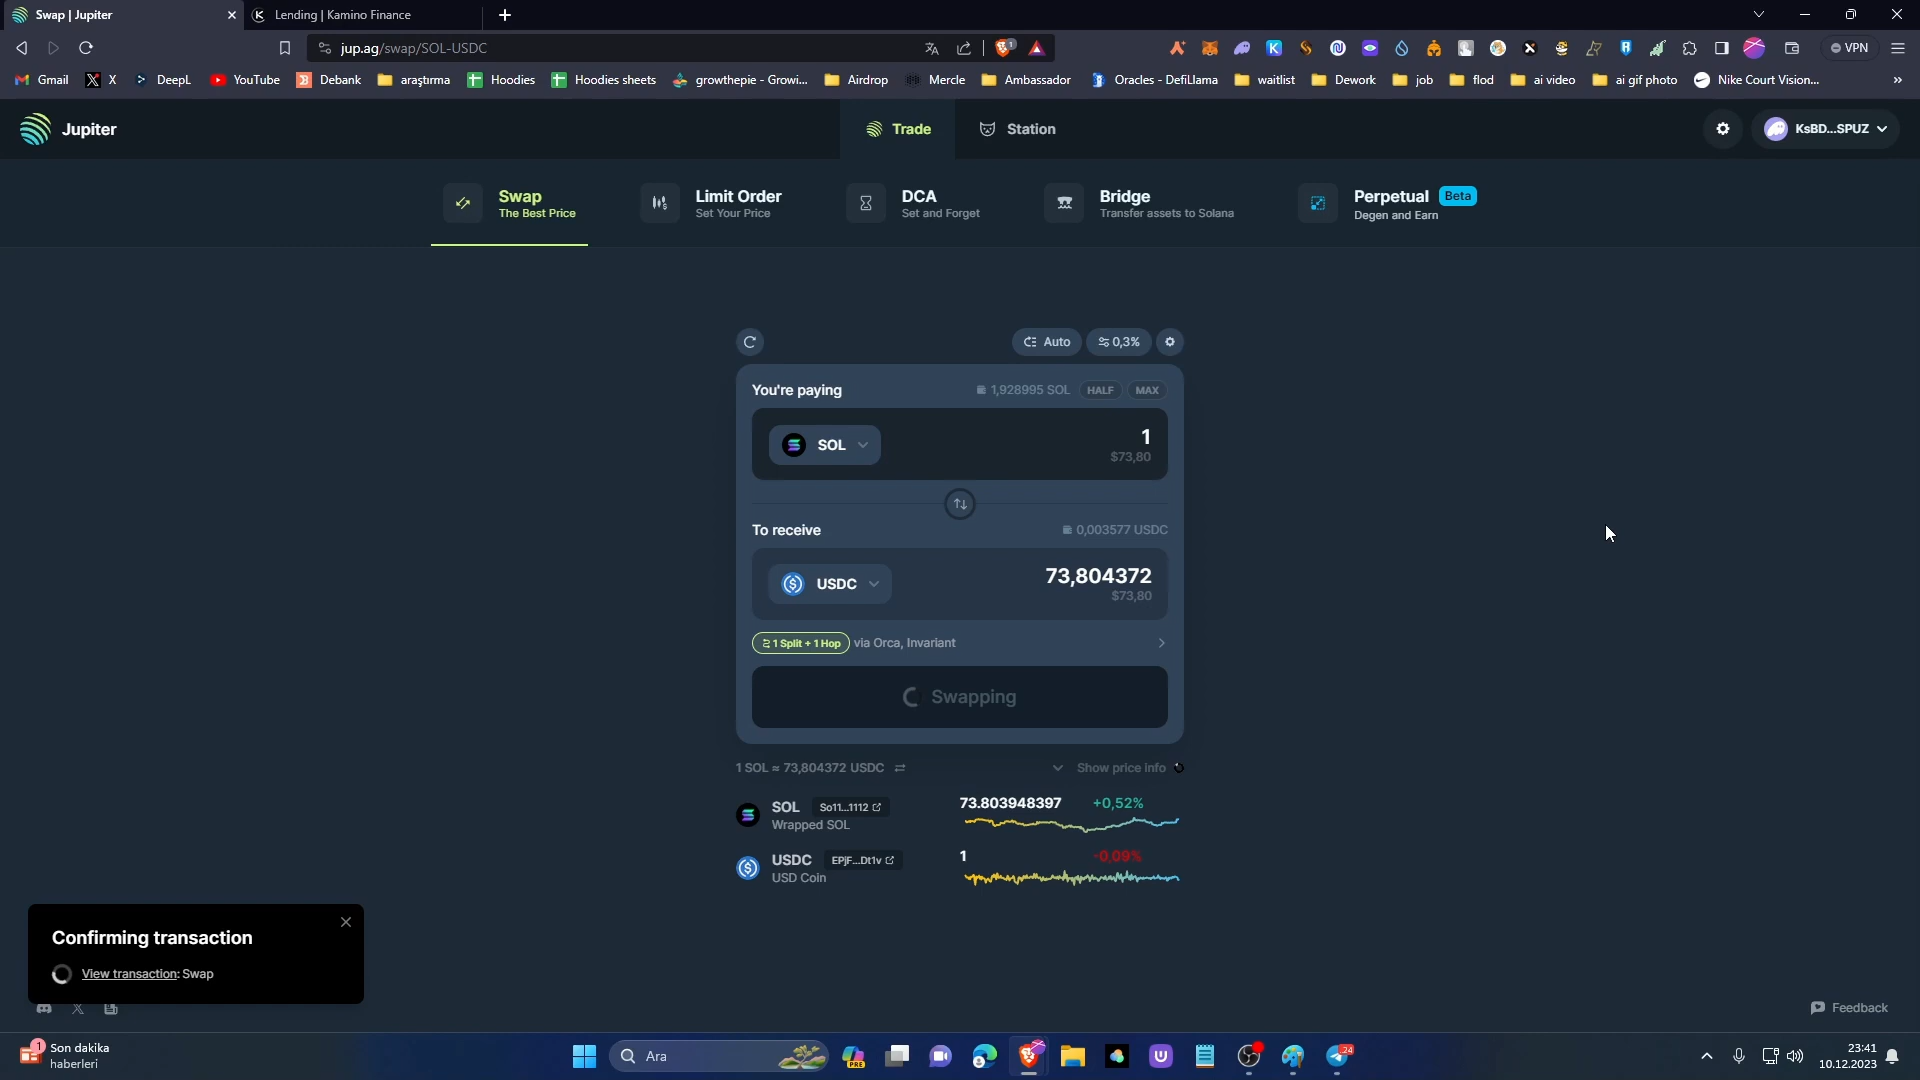 Swap | Jupiter
Lending | Kamino Finance
jup.ag/swap/SOL-USDC
1
VPN
Gmail
X
DeepL
YouTube
Debank
araştırma
Hoodies
Hoodies sheets
growthepie - Growi...
Airdrop
Mercle
Ambassador
Oracles - DefiLlama
waitlist
Dework
job
flod
ai video
ai gif photo
Nike Court Vision...
»
Jupiter
Trade
Station
KsBD...SPUZ
Swap
The Best Price
Limit Order
Set Your Price
DCA
Set and Forget
Bridge
Transfer assets to Solana
Perpetual Beta
Degen and Earn
Auto
0,3%
You're paying
1,928995 SOL
HALF
MAX
SOL
1
$73,80
To receive
0,003577 USDC
USDC
73,804372
$73,80
1 Split + 1 Hop via Orca, Invariant
Swapping
1 SOL ≈ 73,804372 USDC
Show price info
SOL So11...1112
Wrapped SOL
73.803948397 +0,52%
USDC EPjF...Dt1v
USD Coin
1 -0,09%
Confirming transaction
View transaction: Swap
Feedback
1
Son dakika
haberleri
Ara
PRE
24
23:41
10.12.2023